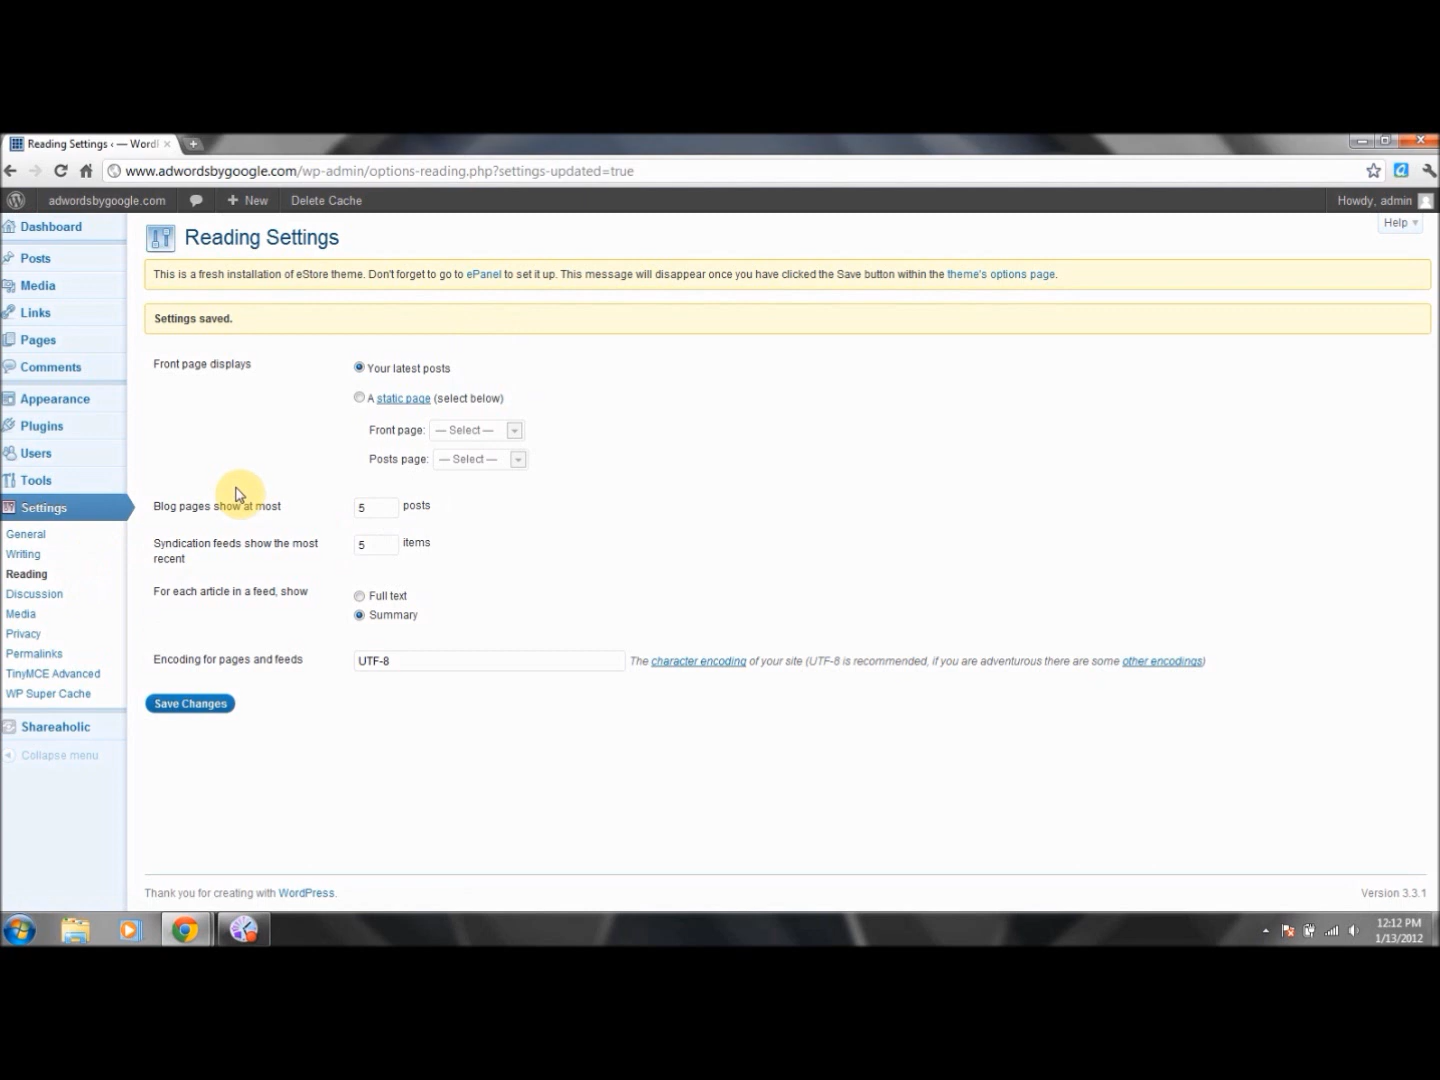 Reading Settings ‹ — Word
www.adwordsbygoogle.com/wp-admin/options-reading.php?settings-updated=true
adwordsbygoogle.com
New
Delete Cache
Howdy, admin
Help
Dashboard
Posts
Media
Links
Pages
Comments
Appearance
Plugins
Users
Tools
Settings
General
Writing
Reading
Discussion
Media
Privacy
Permalinks
TinyMCE Advanced
WP Super Cache
Shareaholic
Collapse menu
Reading Settings
This is a fresh installation of eStore theme. Don't forget to go to ePanel to set it up. This message will disappear once you have clicked the Save button within the theme's options page.
Settings saved.
Front page displays
Your latest posts
A static page (select below)
Front page: — Select —
Posts page: — Select —
Blog pages show at most 5 posts
Syndication feeds show the most recent 5 items
For each article in a feed, show
Full text
Summary
Encoding for pages and feeds UTF-8 The character encoding of your site (UTF-8 is recommended, if you are adventurous there are some other encodings)
Save Changes
Thank you for creating with WordPress.
Version 3.3.1
12:12 PM
1/13/2012